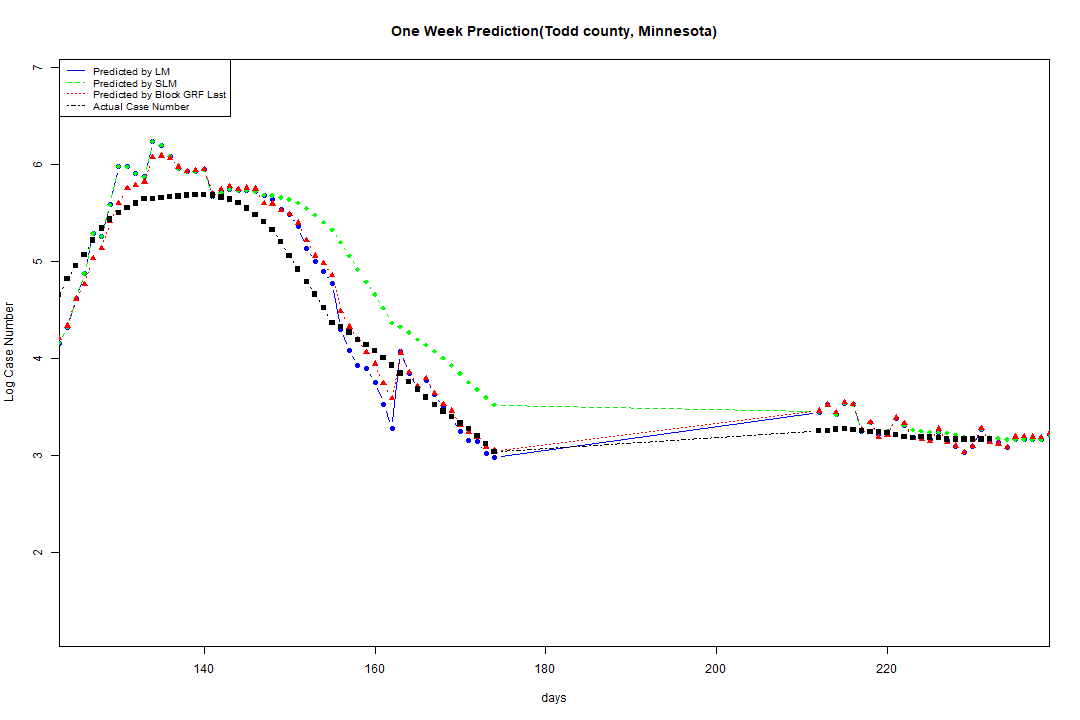 One Week Prediction(Todd county, Minnesota)
Predicted by LM
Predicted by SLM
Predicted by Block GRF Last
Actual Case Number
7
6
5
4
3
2
Log Case Number
140 160 180 200 220
days